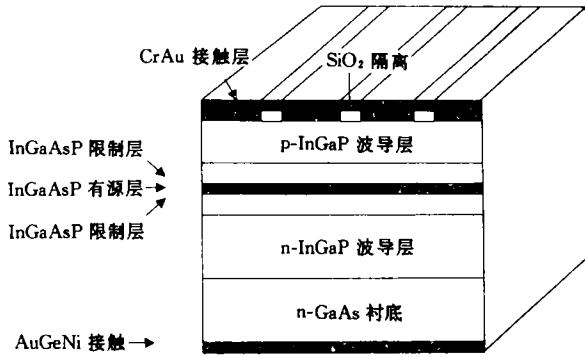 CrAu 接触层
SiO₂ 隔离
p-InGaP 波导层
InGaAsP 限制层
InGaAsP 有源层
InGaAsP 限制层
n-InGaP 波导层
n-GaAs 衬底
AuGeNi 接触